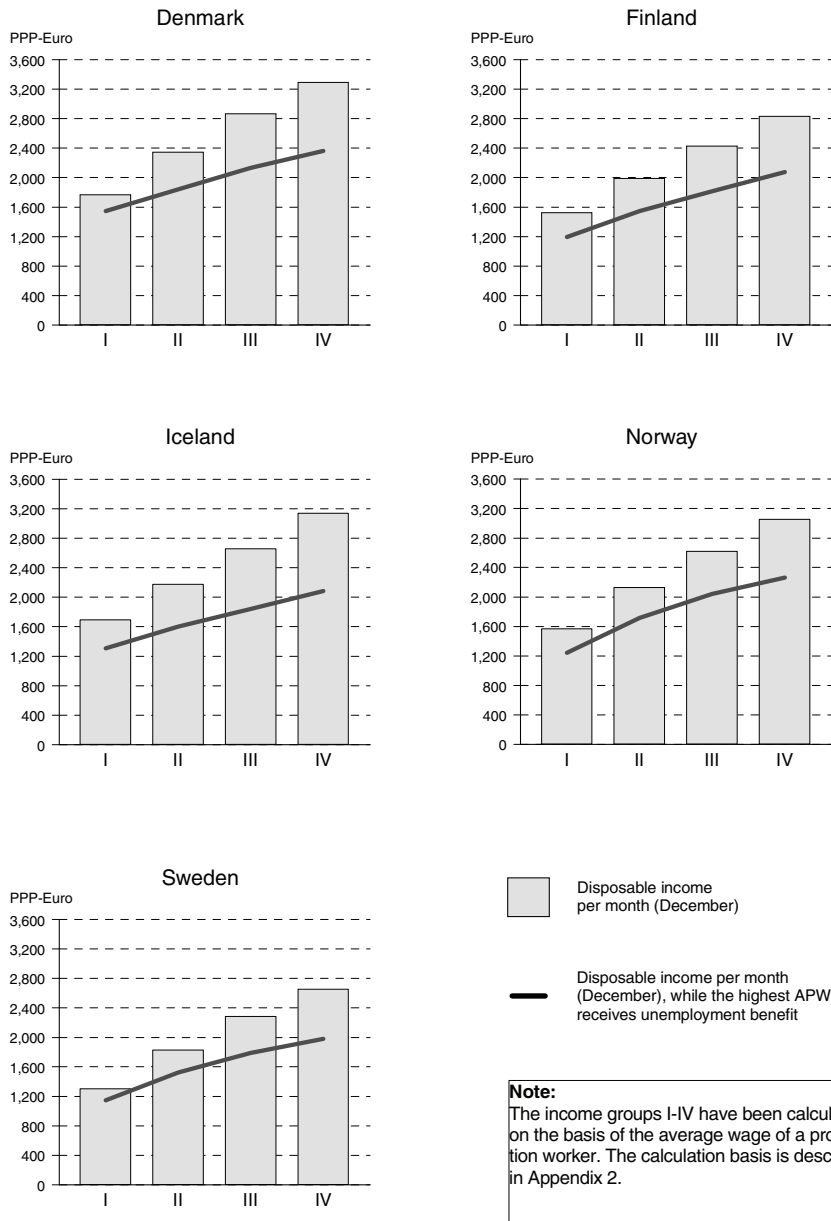 Denmark
PPP-Euro
3,600
3,200
2,800
2,400
2,000
1,600
1,200
800
400
0
I II III IV
Finland
PPP-Euro
3,600
3,200
2,800
2,400
2,000
1,600
1,200
800
400
0
I II III IV
Iceland
PPP-Euro
3,600
3,200
2,800
2,400
2,000
1,600
1,200
800
400
0
I II III IV
Norway
PPP-Euro
3,600
3,200
2,800
2,400
2,000
1,600
1,200
800
400
0
I II III IV
Sweden
PPP-Euro
3,600
3,200
2,800
2,400
2,000
1,600
1,200
800
400
0
I II III IV
Disposable income
per month (December)
Disposable income per month
(December), while the highest APW
receives unemployment benefit
Note:
The income groups I-IV have been
on the basis of the average wage of a
tion worker. The calculation basis is
in Appendix 2.